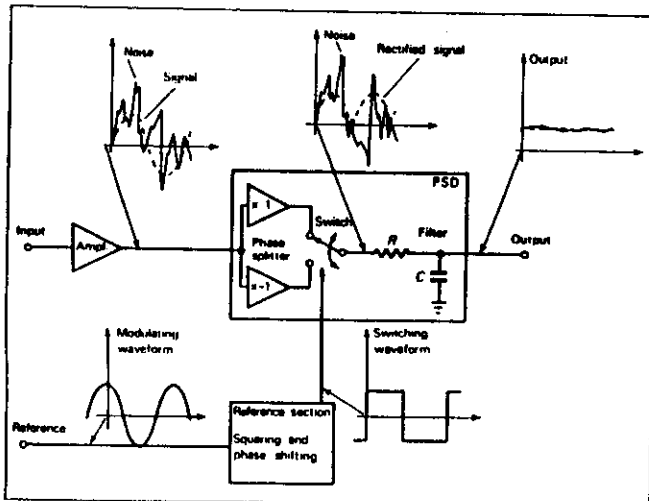 Noise
Signal
Noise
Rectified signal
Output
PSD
Input
Ampl.
× 1
Phase
splitter
× -1
Switch
R
Filter
C
Output
Modulating
waveform
Switching
waveform
Reference
Reference section
Squaring and
phase shifting